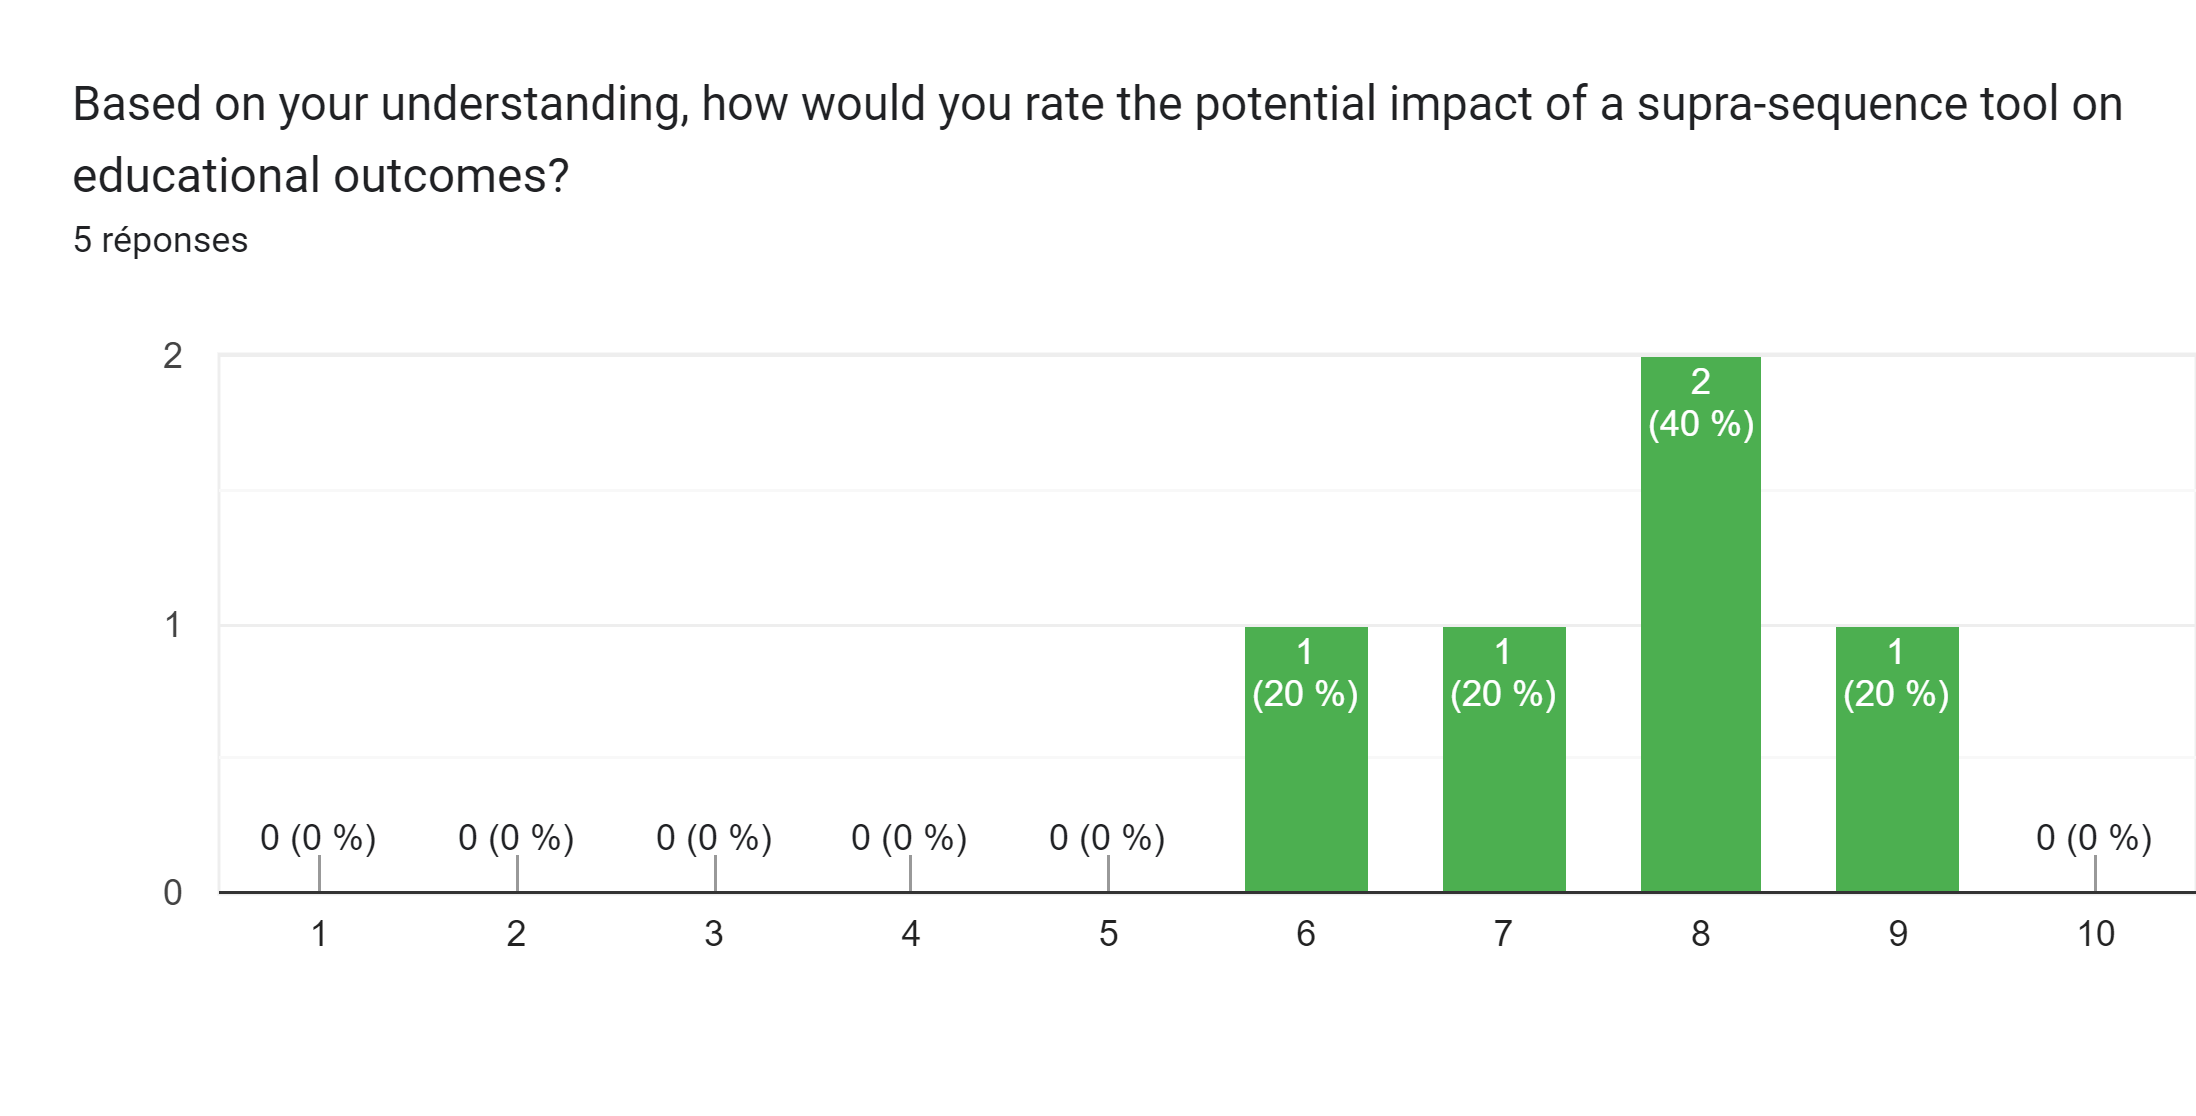 Based on your understanding, how would you rate the potential impact of a supra-sequence tool on
educational outcomes?
5 réponses
2
1
0
0 (0 %)
0 (0 %)
0 (0 %)
0 (0 %)
0 (0 %)
1
(20 %)
1
(20 %)
2
(40 %)
1
(20 %)
0 (0 %)
1 2 3 4 5 6 7 8 9 10